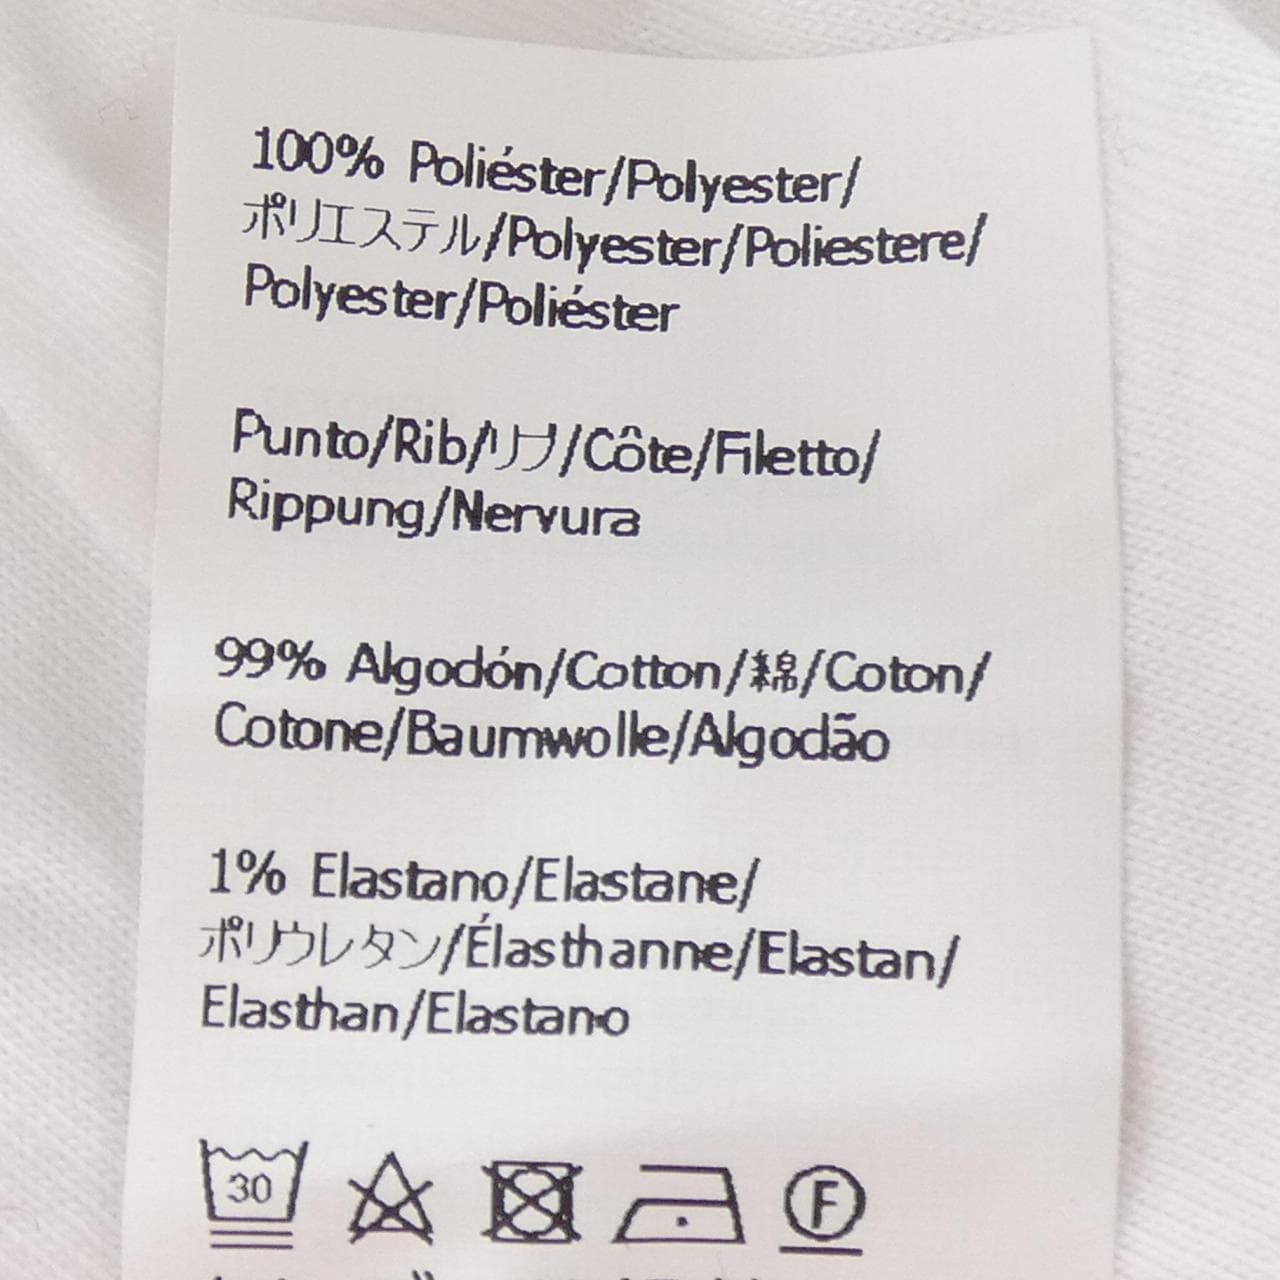 100% Poliéster/Polyester/
ポリエステル/Polyester/Poliestere/
Polyester/Poliéster
Punto/Rib/リブ/Côte/Filetto/
Rippung/Nervura
99% Algodón/Cotton/綿/Coton/
Cotone/Baumwolle/Algodão
1% Elastano/Elastane/
ポリウレタン/Élasthanne/Elastan/
Elasthan/Elastano
30 F